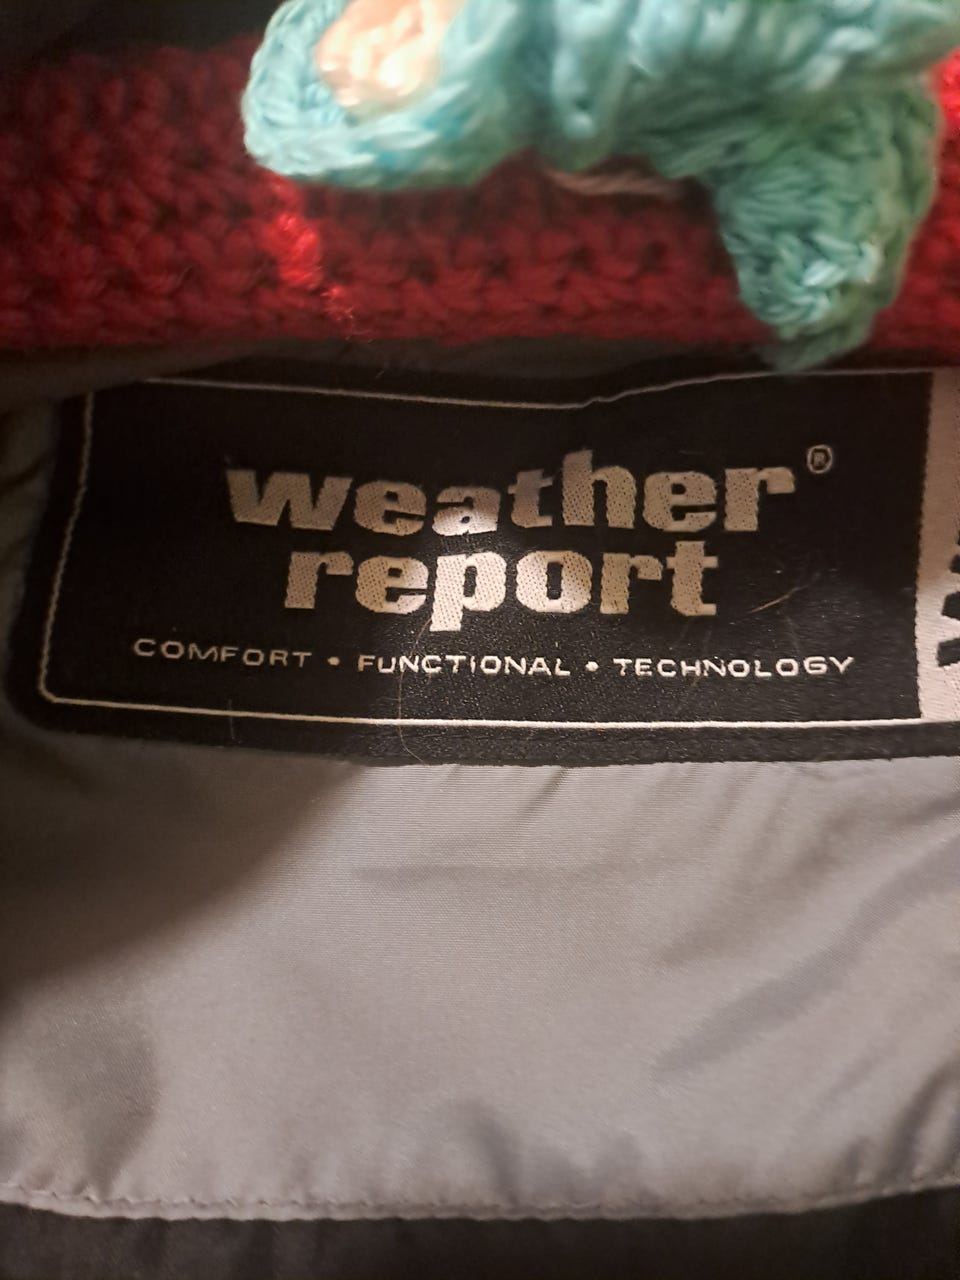 weather®
report
COMFORT • FUNCTIONAL • TECHNOLOGY